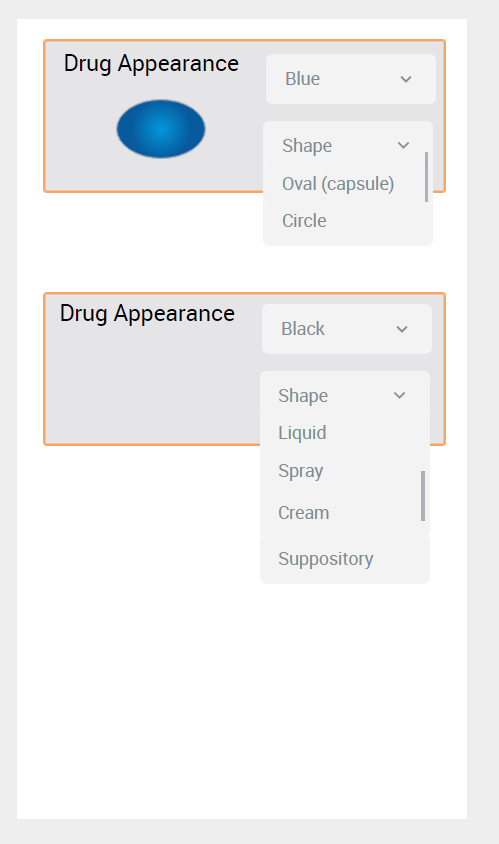 Drug Appearance
Blue
Shape
Oval (capsule)
Circle
Drug Appearance
Black
Shape
Liquid
Spray
Cream
Suppository